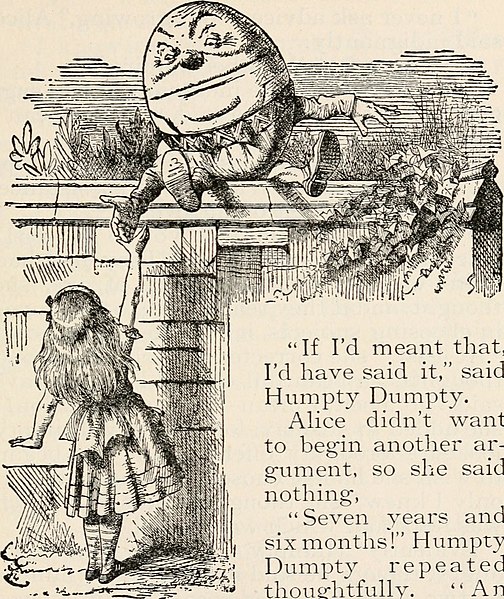 “If I’d meant that,
I’d have said it,” said
Humpty Dumpty.
Alice didn’t want
to begin another ar-
gument, so she said
nothing,
“Seven years and
six months!” Humpty
Dumpty repeated
thoughtfully. “An